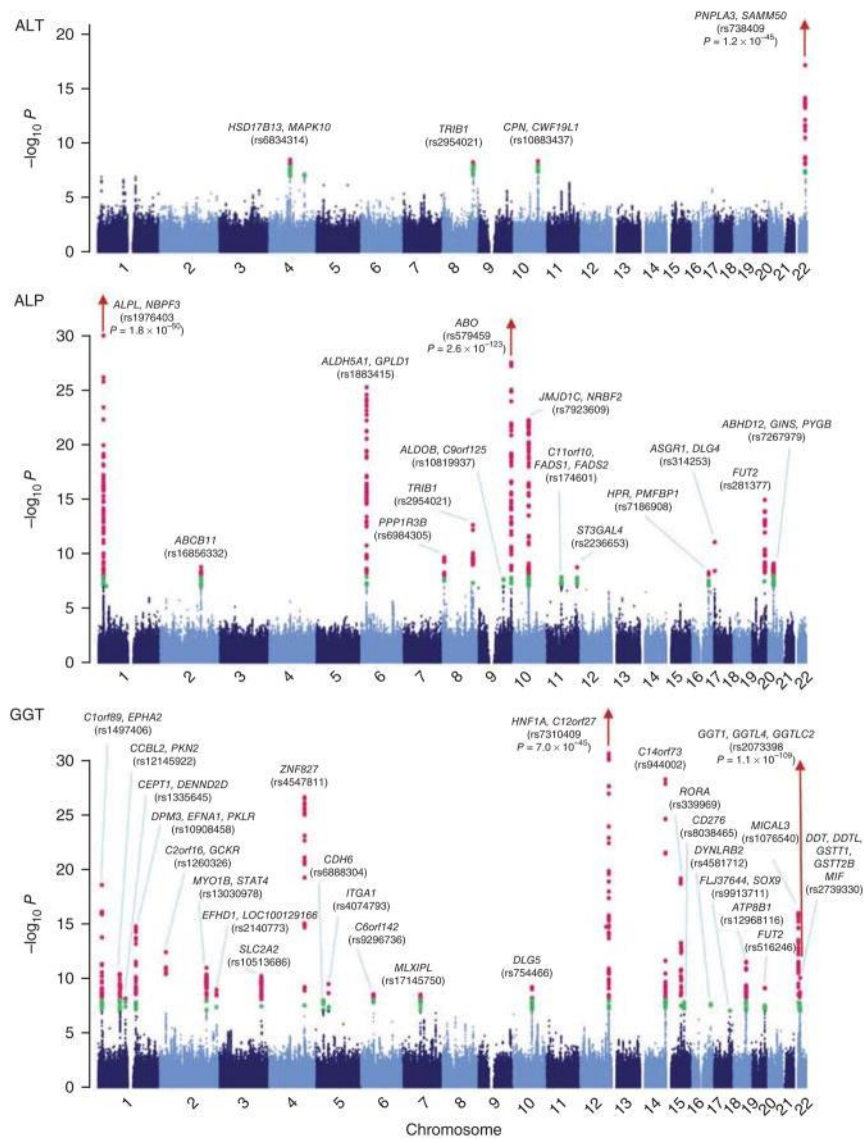 ALT
PNPLA3, SAMM50
(rs738409
P = 1.2 × 10−45)
20
15
10
5
0
−log10 P
HSD17B13, MAPK10
(rs6834314)
TRIB1
(rs2954021)
CPN, CWF19L1
(rs10883437)
1 2 3 4 5 6 7 8 9 10 11 12 13 14 15 16 17 18 19 20 21 22
ALP
ALPL, NBPF3
(rs1976403
P = 1.8 × 10−60)
ABO
(rs579459
P = 2.6 × 10−123)
30
25
20
15
10
5
0
−log10 P
ALDH5A1, GPLD1
(rs1883415)
JMJD1C, NRBF2
(rs7923609)
ABHD12, GINS, PYGB
(rs7267979)
ALDOB, C9orf125
(rs10819937)
C11orf10,
FADS1, FADS2
(rs174601)
ASGR1, DLG4
(rs314253)
FUT2
(rs281377)
TRIB1
(rs2954021)
HPR, PMFBP1
(rs7186908)
PPP1R3B
(rs6984305)
ST3GAL4
(rs2236653)
ABCB11
(rs16856332)
1 2 3 4 5 6 7 8 9 10 11 12 13 14 15 16 17 18 19 20 21 22
GGT
C1orf89, EPHA2
(rs1497406)
CCBL2, PKN2
(rs12145922)
CEPT1, DENND2D
(rs1335645)
DPM3, EFNA1, PKLR
(rs10908458)
C2orf16, GCKR
(rs1260326)
MYO1B, STAT4
(rs13030978)
EFHD1, LOC100129166
(rs2140773)
SLC2A2
(rs10513686)
ZNF827
(rs4547811)
CDH6
(rs6888304)
ITGA1
(rs4074793)
C6orf142
(rs9296736)
MLXIPL
(rs17145750)
DLG5
(rs754466)
HNF1A, C12orf27
(rs7310409
P = 7.0 × 10−45)
C14orf73
(rs944002)
GGT1, GGTL4, GGTLC2
(rs2073398
P = 1.1 × 10−109)
RORA
(rs339969)
CD276
(rs8038465)
DYNLRB2
(rs4581712)
FLJ37644, SOX9
(rs9913711)
ATP8B1
(rs12968116)
FUT2
(rs516246)
MICAL3
(rs1076540)
DDT, DDTL,
GSTT1,
GSTT2B
MIF
(rs2739330)
30
25
20
15
10
5
0
−log10 P
1 2 3 4 5 6 7 8 9 10 11 12 13 14 15 16 17 18 19 20 21 22
Chromosome